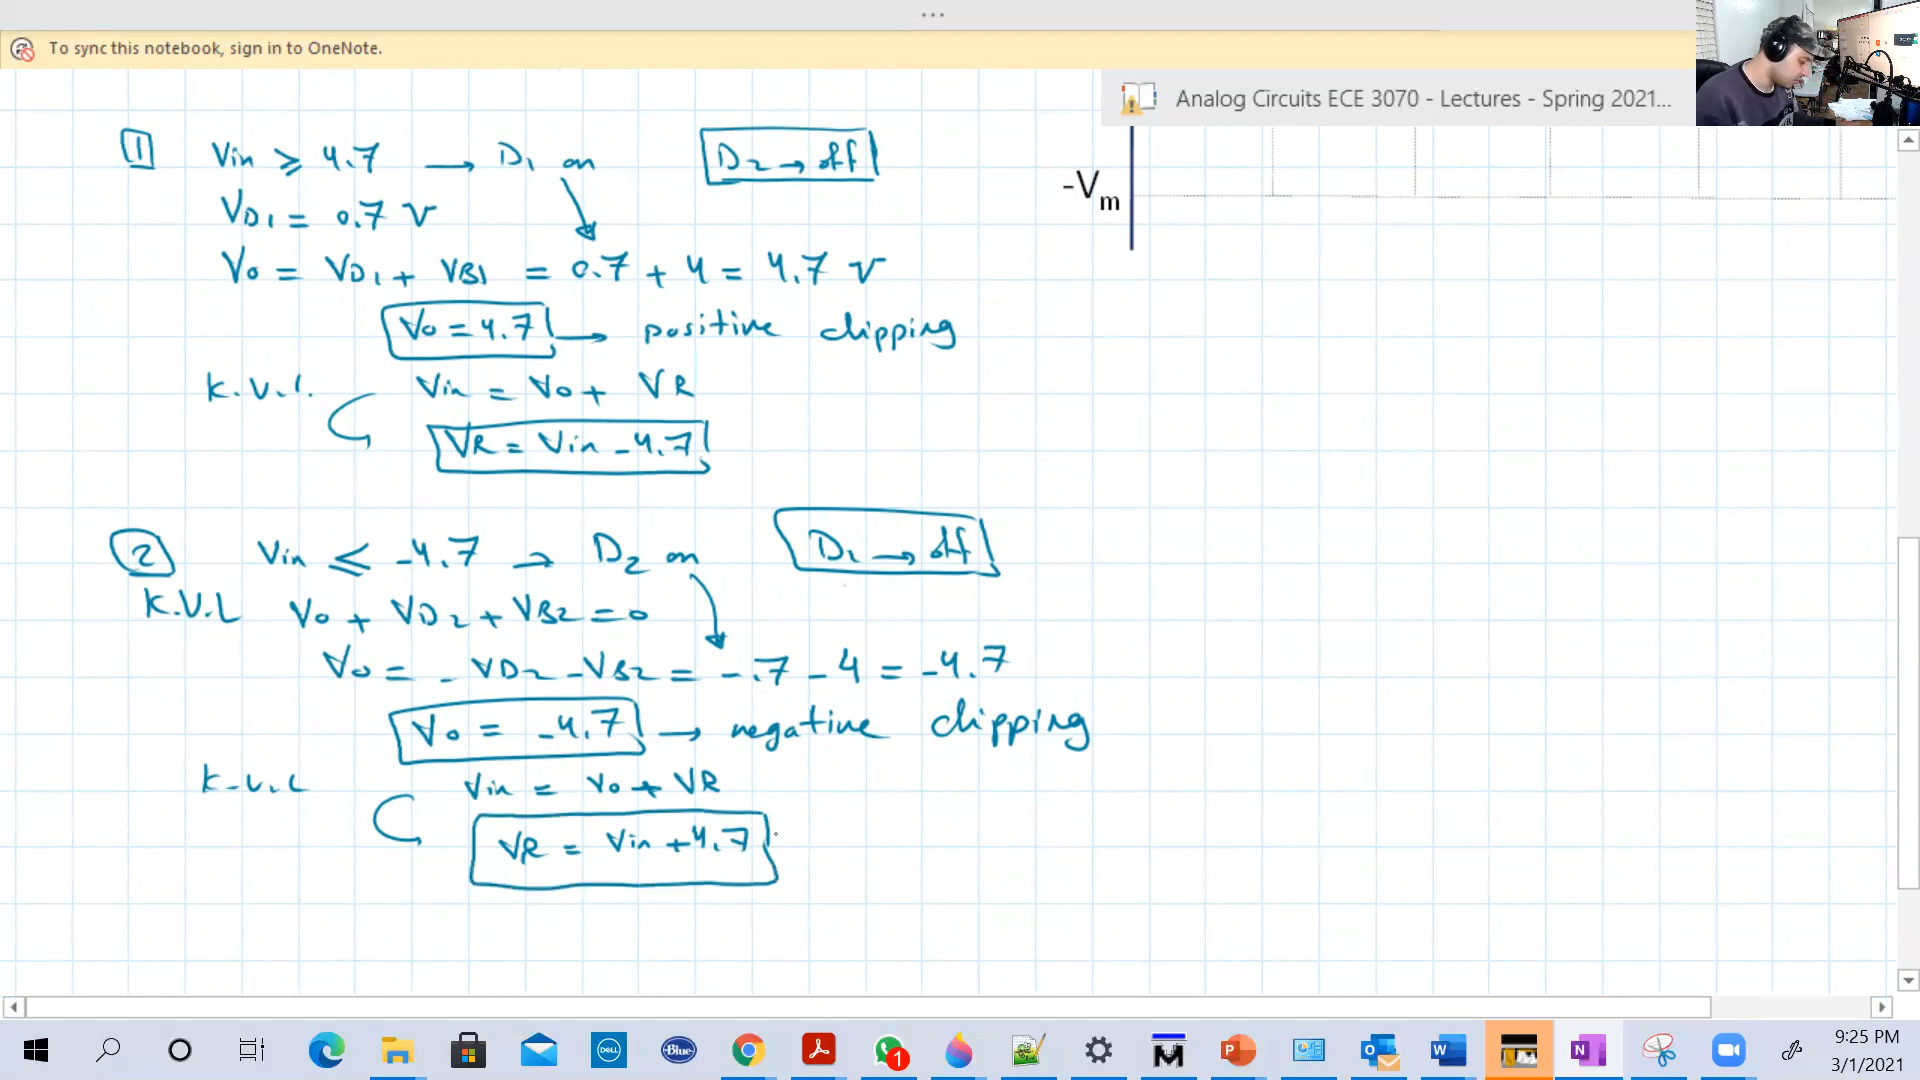 To sync this notebook, sign in to OneNote.
Analog Circuits ECE 3070 - Lectures - Spring 2021...
-Vm
1 Vin ≥ 4.7 → D1 on D2 → off
VD1 = 0.7 V
Vo = VD1 + VB1 = 0.7 + 4 = 4.7 V
Vo = 4.7 → positive clipping
K.V.L. Vin = Vo + VR
VR = Vin - 4.7
2 Vin ≤ -4.7 → D2 on D1 → off
K.V.L Vo + VD2 + VB2 = 0
Vo = - VD2 - VB2 = -.7 - 4 = -4.7
Vo = -4.7 → negative clipping
K.V.L Vin = Vo + VR
VR = Vin + 4.7
DELL
Blue
1
9:25 PM
3/1/2021